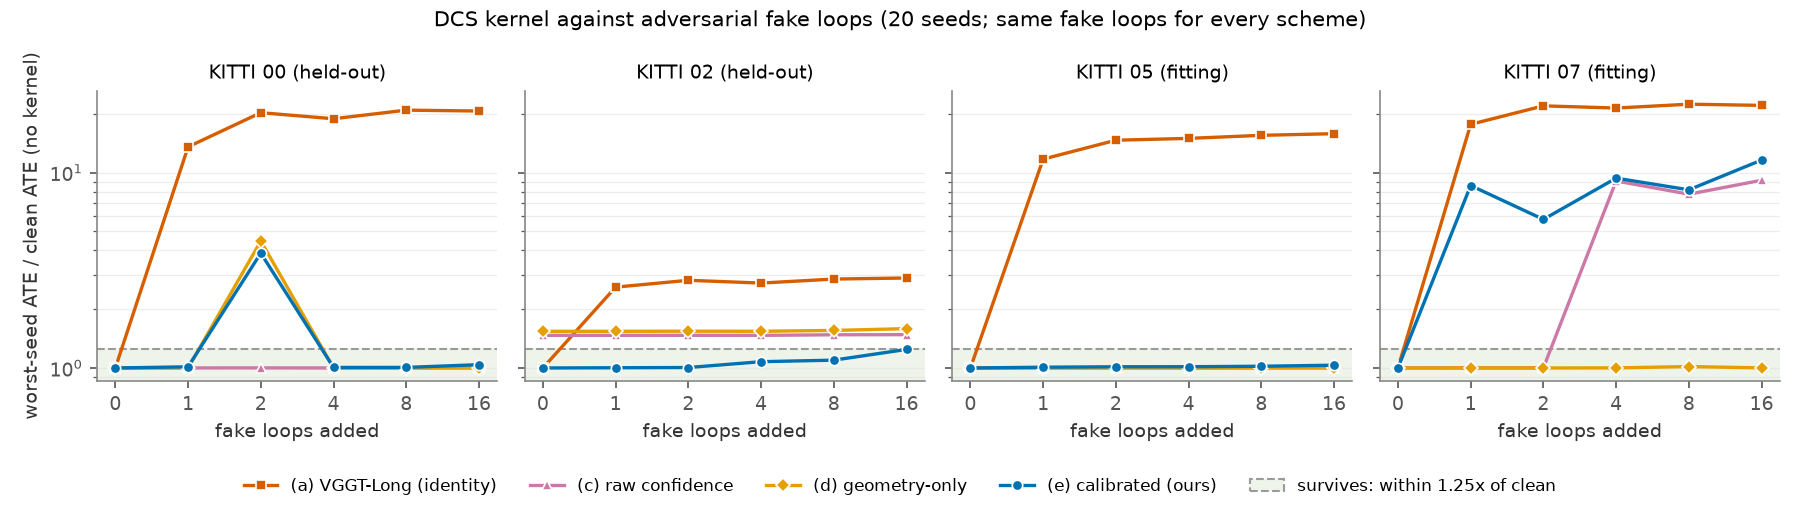 DCS kernel against adversarial fake loops (20 seeds; same fake loops for every scheme)
worst-seed ATE / clean ATE (no kernel)
KITTI 00 (held-out)
KITTI 02 (held-out)
KITTI 05 (fitting)
KITTI 07 (fitting)
10¹
10⁰
0 1 2 4 8 16
0 1 2 4 8 16
0 1 2 4 8 16
0 1 2 4 8 16
fake loops added
fake loops added
fake loops added
fake loops added
(a) VGGT-Long (identity)
(c) raw confidence
(d) geometry-only
(e) calibrated (ours)
survives: within 1.25x of clean